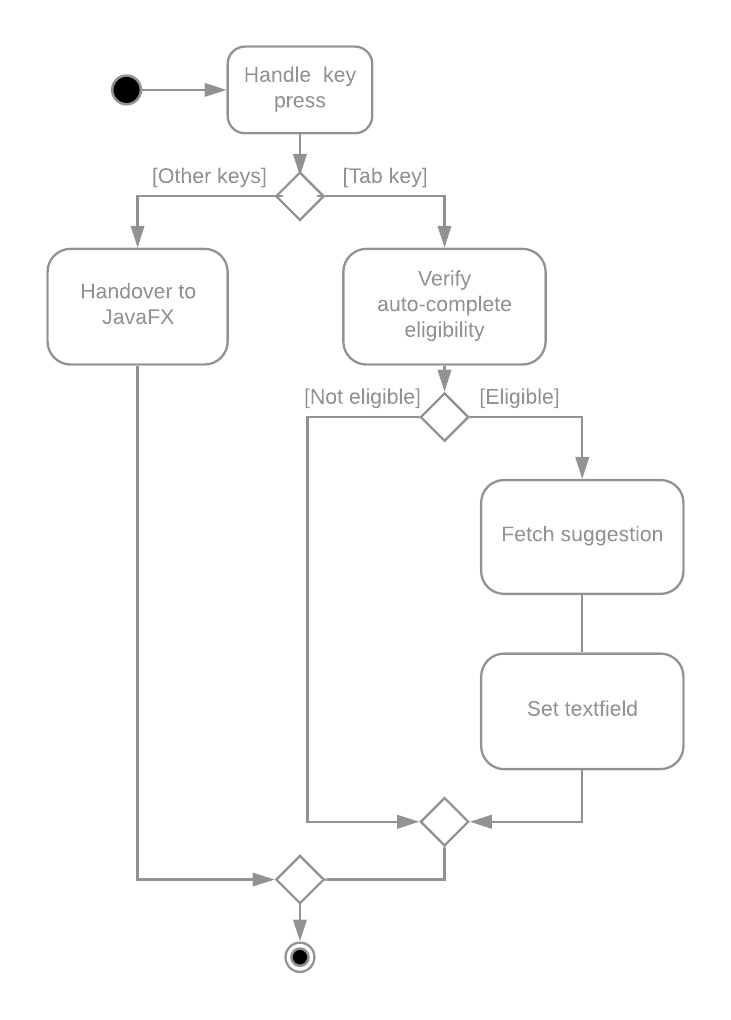 Handle  key
press
[Other keys]
[Tab key]
Handover to
JavaFX
Verify
auto-complete
eligibility
[Not eligible]
[Eligible]
Fetch suggestion
Set textfield